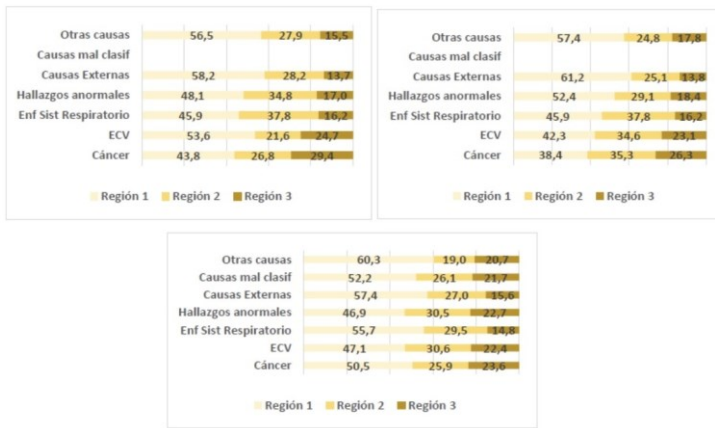 Otras causas 56,5 27,9 15,5
Causas mal clasif
Causas Externas 58,2 28,2 13,7
Hallazgos anormales 48,1 34,8 17,0
Enf Sist Respiratorio 45,9 37,8 16,2
ECV 53,6 21,6 24,7
Cáncer 43,8 26,8 29,4
Región 1 Región 2 Región 3
Otras causas 57,4 24,8 17,8
Causas mal clasif
Causas Externas 61,2 25,1 13,8
Hallazgos anormales 52,4 29,1 18,4
Enf Sist Respiratorio 45,9 37,8 16,2
ECV 42,3 34,6 23,1
Cáncer 38,4 35,3 26,3
Región 1 Región 2 Región 3
Otras causas 60,3 19,0 20,7
Causas mal clasif 52,2 26,1 21,7
Causas Externas 57,4 27,0 15,6
Hallazgos anormales 46,9 30,5 22,7
Enf Sist Respiratorio 55,7 29,5 14,8
ECV 47,1 30,6 22,4
Cáncer 50,5 25,9 23,6
Región 1 Región 2 Región 3